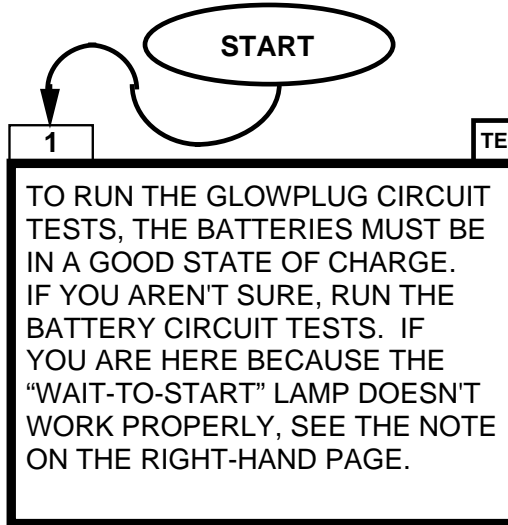 START
1
TE
TO RUN THE GLOWPLUG CIRCUIT
TESTS, THE BATTERIES MUST BE
IN A GOOD STATE OF CHARGE.
IF YOU AREN'T SURE, RUN THE
BATTERY CIRCUIT TESTS.  IF
YOU ARE HERE BECAUSE THE
“WAIT-TO-START” LAMP DOESN'T
WORK PROPERLY, SEE THE NOTE
ON THE RIGHT-HAND PAGE.